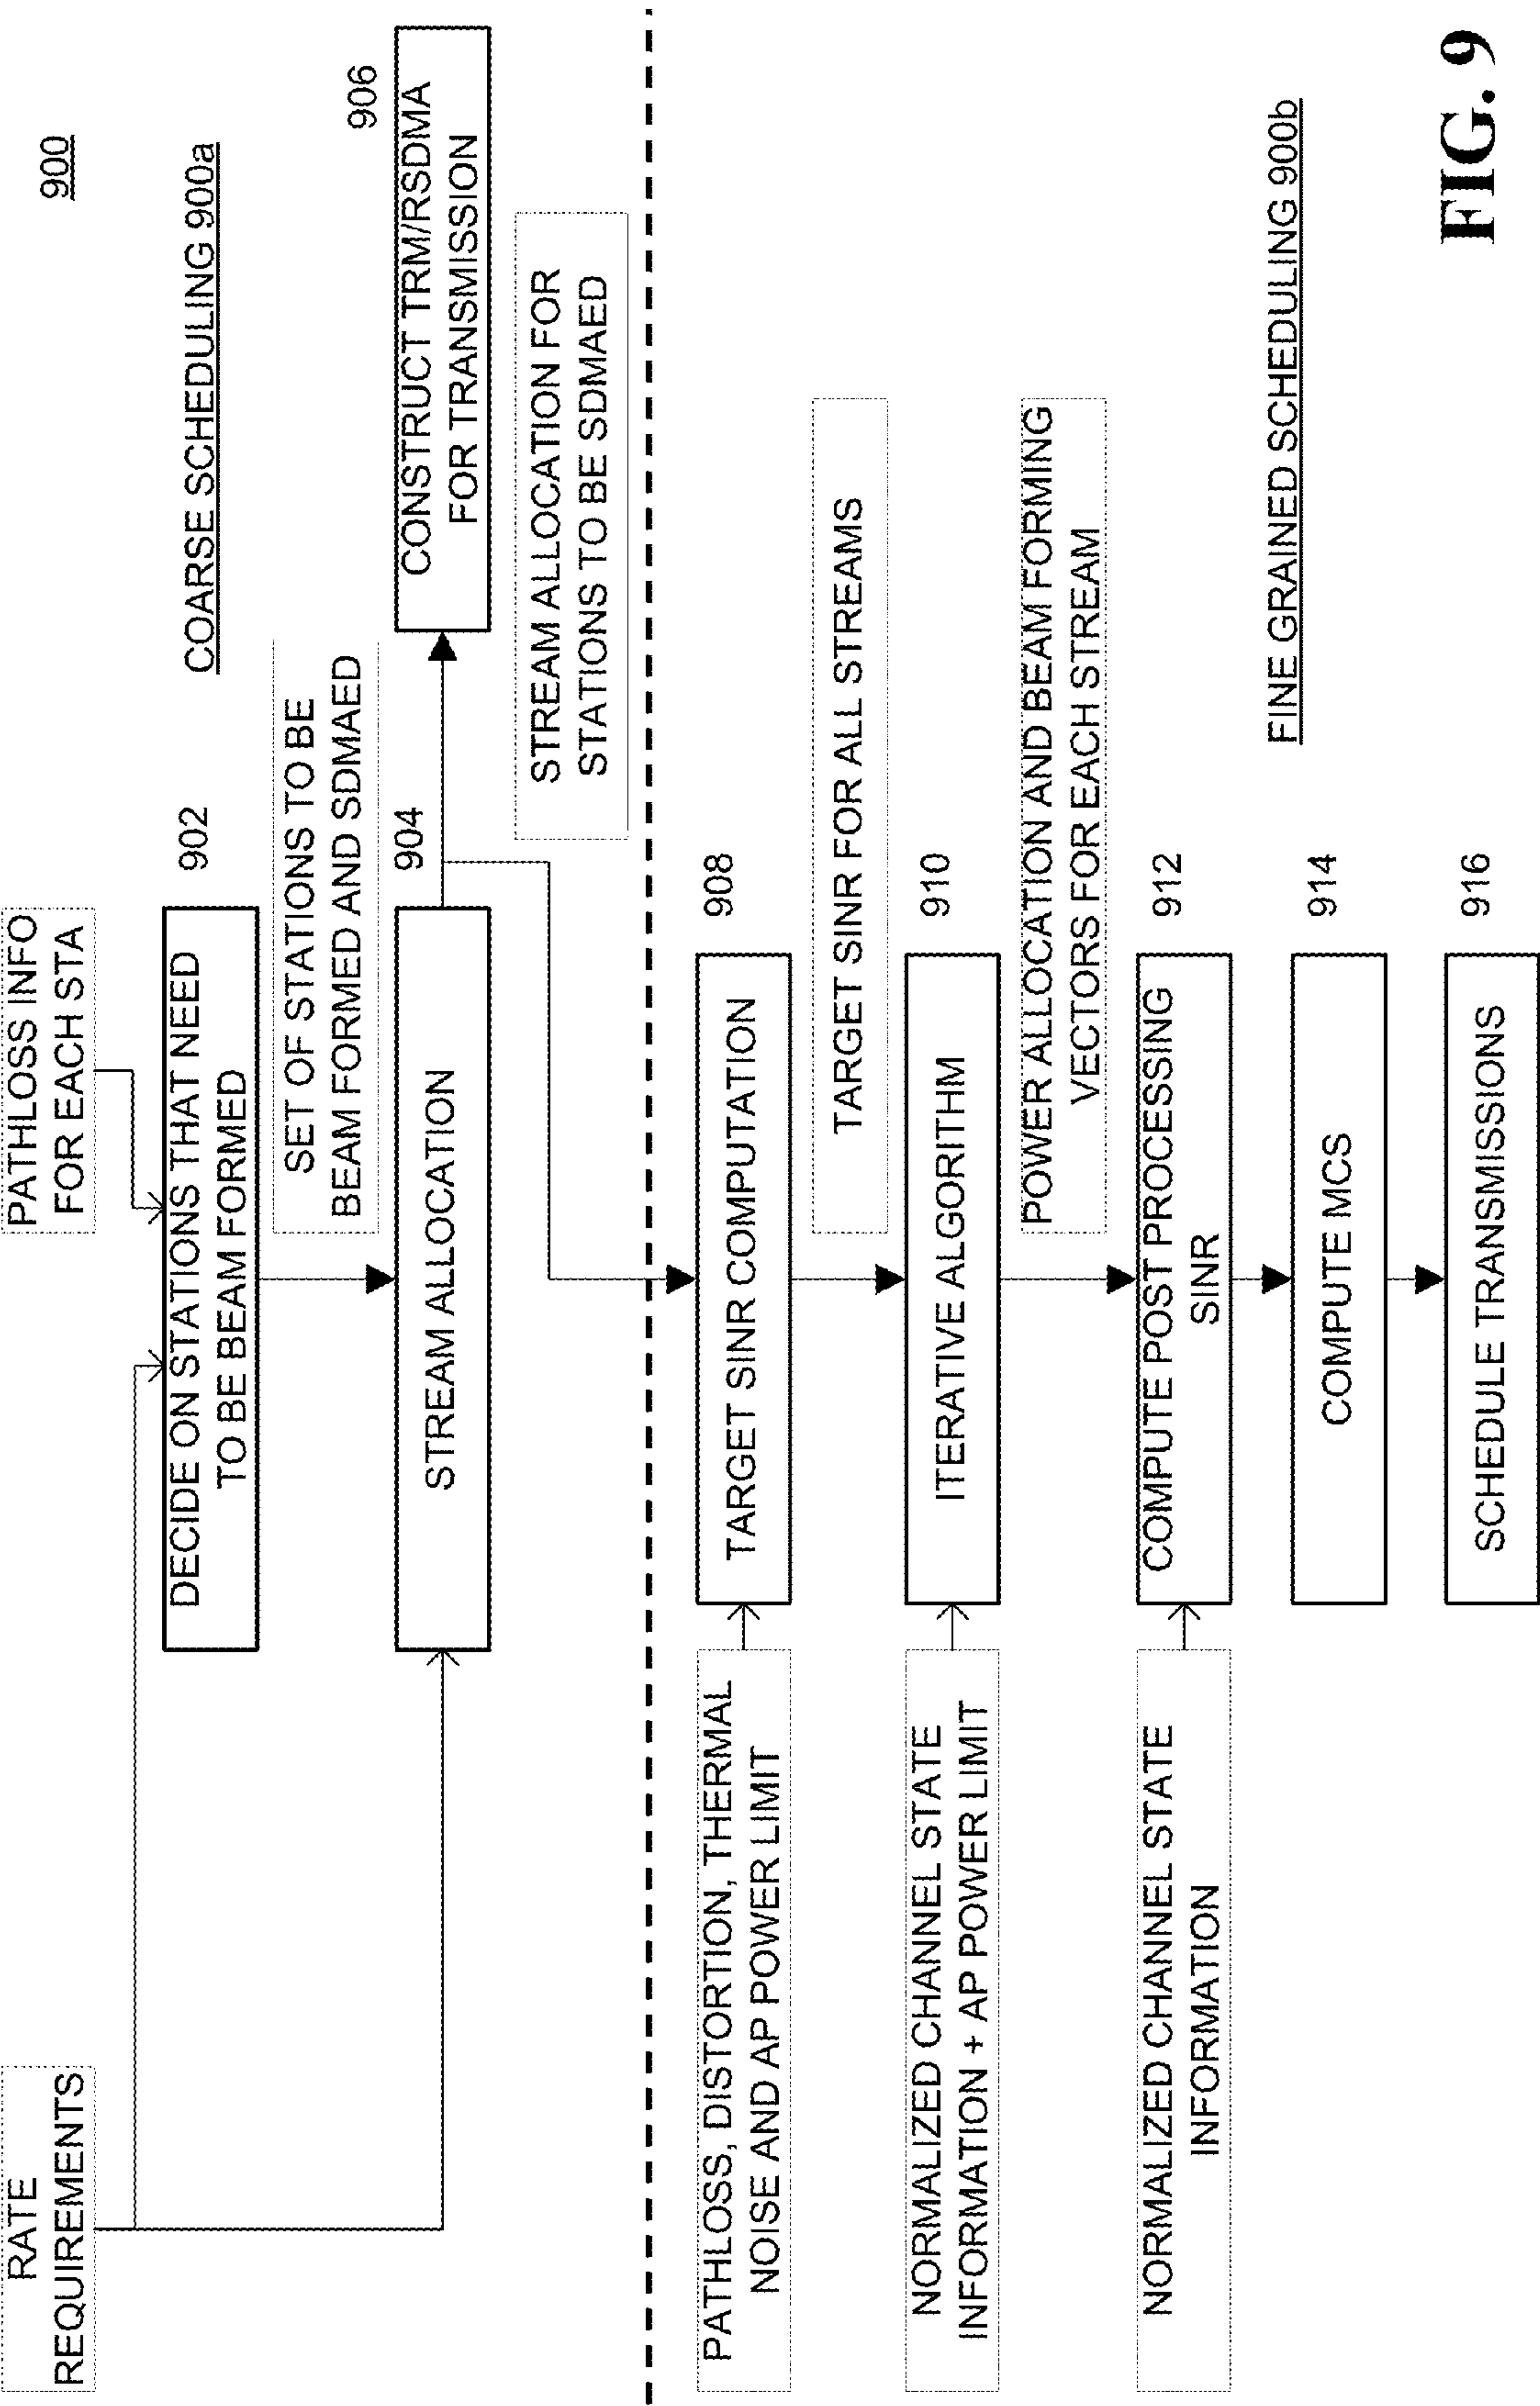 900
RATE
REQUIREMENTS
PATHLOSS INFO
FOR EACH STA
902
DECIDE ON STATIONS THAT NEED
TO BE BEAM FORMED
COARSE SCHEDULING 900a
SET OF STATIONS TO BE
BEAM FORMED AND SDMAED
904
STREAM ALLOCATION
906
CONSTRUCT TRM/RSDMA
FOR TRANSMISSION
STREAM ALLOCATION FOR
STATIONS TO BE SDMAED
PATHLOSS, DISTORTION, THERMAL
NOISE AND AP POWER LIMIT
TARGET SINR COMPUTATION
908
TARGET SINR FOR ALL STREAMS
NORMALIZED CHANNEL STATE
INFORMATION + AP POWER LIMIT
ITERATIVE ALGORITHM
910
POWER ALLOCATION AND BEAM FORMING
VECTORS FOR EACH STREAM
NORMALIZED CHANNEL STATE
INFORMATION
COMPUTE POST PROCESSING
SINR
912
COMPUTE MCS
914
FINE GRAINED SCHEDULING 900b
SCHEDULE TRANSMISSIONS
916
FIG. 9